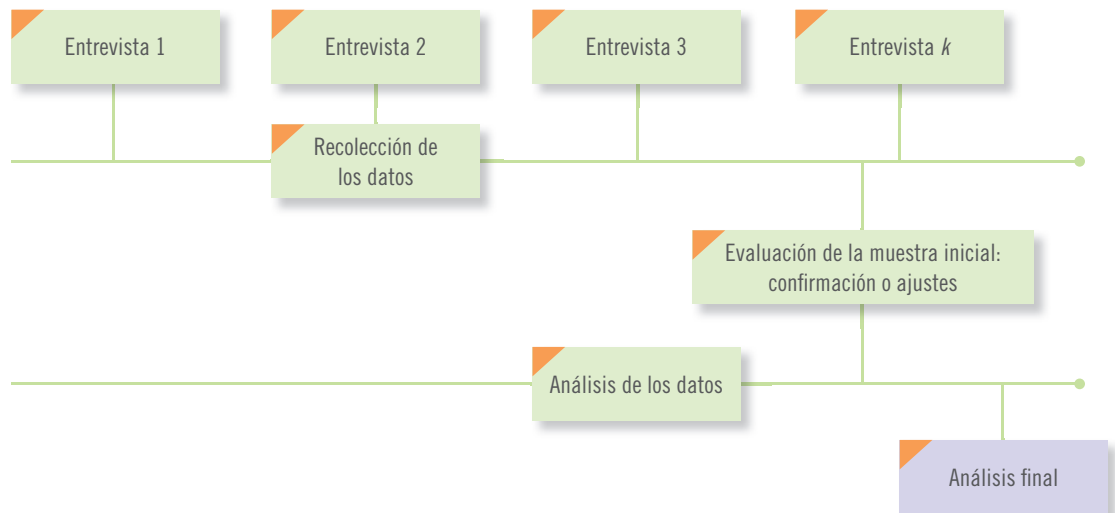 Entrevista 1
Entrevista 2
Entrevista 3
Entrevista k
Recolección de
los datos
Evaluación de la muestra inicial:
confirmación o ajustes
Análisis de los datos
Análisis final